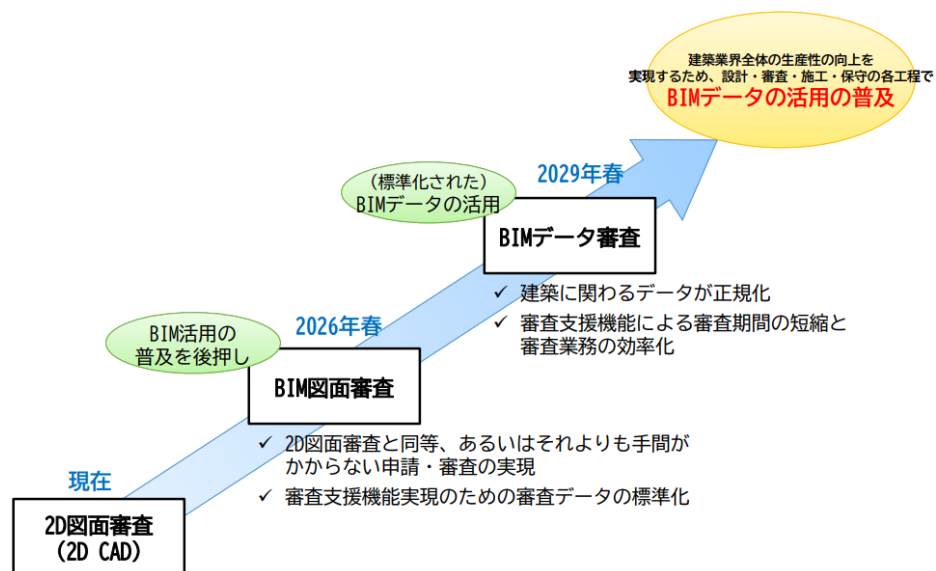 建築業界全体の生産性の向上を
実現するため、設計・審査・施工・保守の各工程で
BIMデータの活用の普及
2029年春
(標準化された)
BIMデータの活用
BIMデータ審査
✓ 建築に関わるデータが正規化
✓ 審査支援機能による審査期間の短縮と
審査業務の効率化
2026年春
BIM活用の
普及を後押し
BIM図面審査
✓ 2D図面審査と同等、あるいはそれよりも手間が
かからない申請・審査の実現
✓ 審査支援機能実現のための審査データの標準化
現在
2D図面審査
(2D CAD)